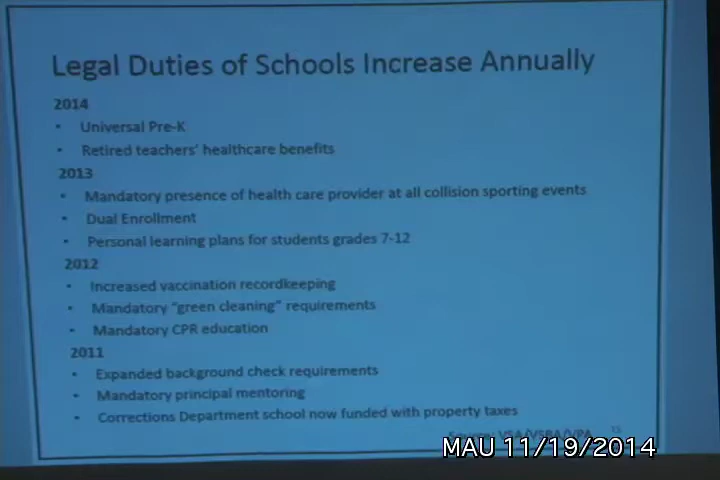 Legal Duties of Schools Increase Annually
2014
• Universal Pre-K
• Retired teachers' healthcare benefits
2013
• Mandatory presence of health care provider at all collision sporting events
• Dual Enrollment
• Personal learning plans for students grades 7-12
2012
• Increased vaccination recordkeeping
• Mandatory "green cleaning" requirements
• Mandatory CPR education
2011
• Expanded background check requirements
• Mandatory principal mentoring
• Corrections Department school now funded with property taxes
MAU 11/19/2014